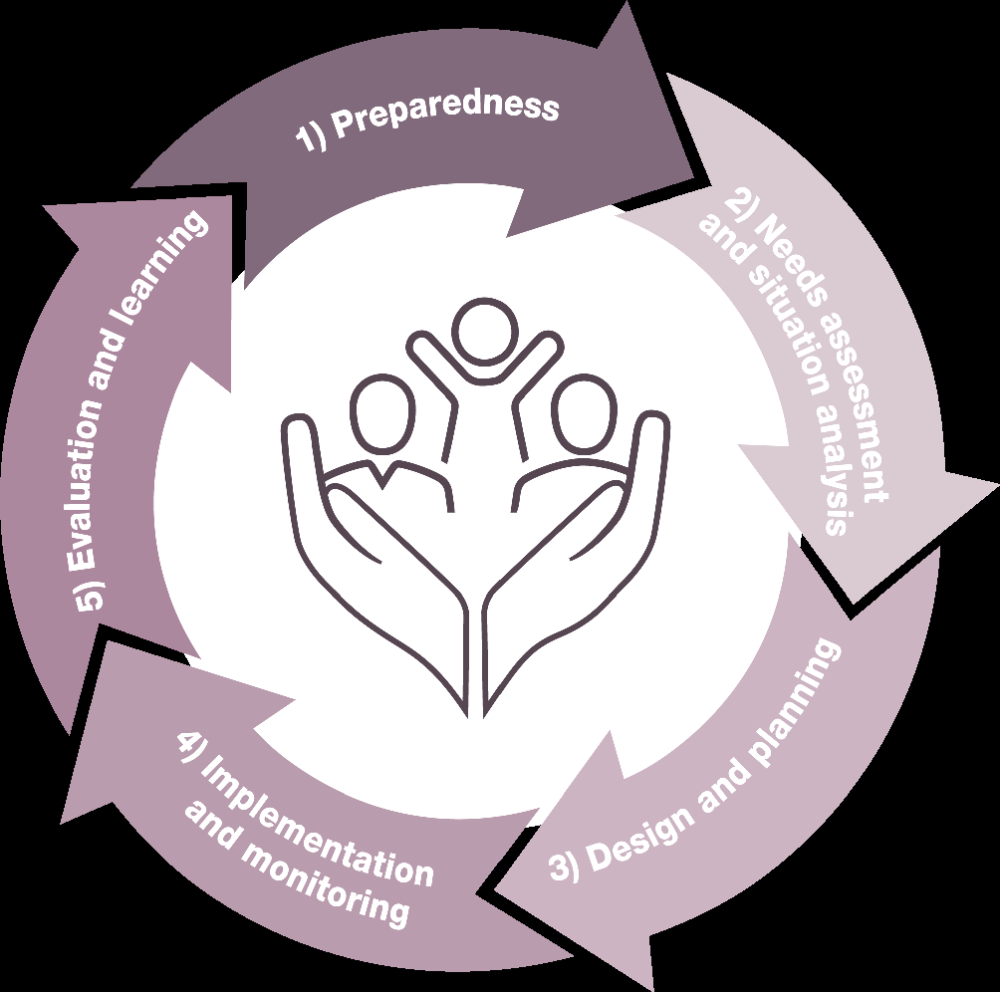 1) Preparedness
2) Needs assessment
and situation analysis
3) Design and planning
4) Implementation
and monitoring
5) Evaluation and learning